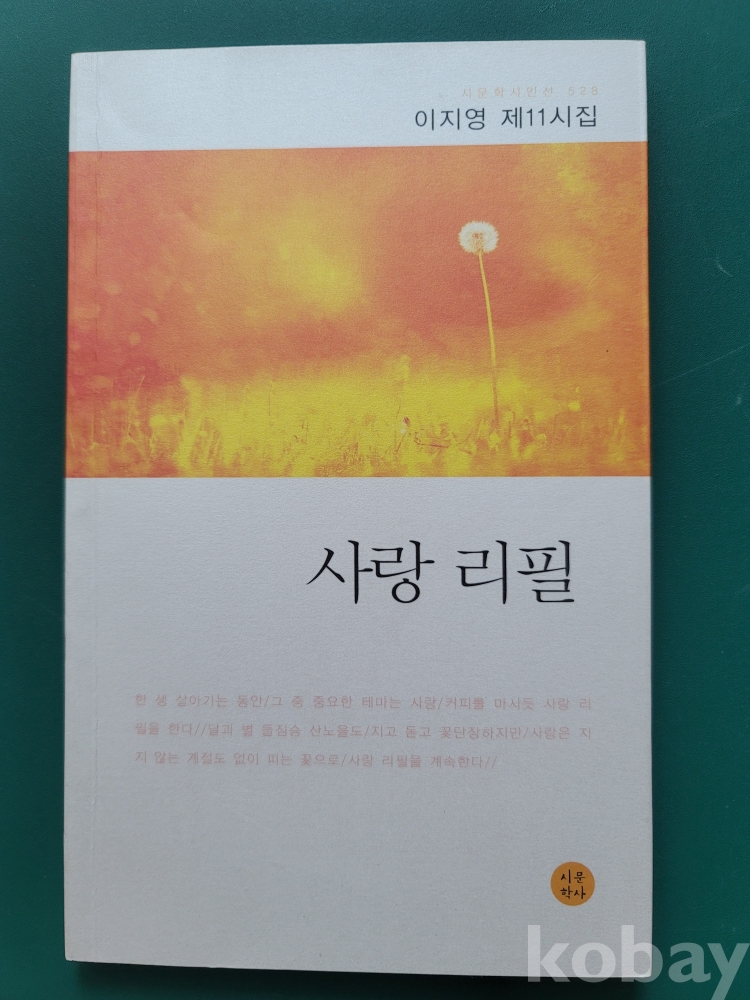 시문학시인선 528
이지영 제11시집
사랑 리필
한 생 살아가는 동안/그 중 중요한 테마는 사랑/커피를 마시듯 사랑 리
필을 한다//달과 별 들짐승 산노을도/지고 돋고 꽃단장하지만/사람은 지
지 않는 계절도 없이 피는 꽃으로/사랑 리필을 계속한다//
시문
학사
kobay